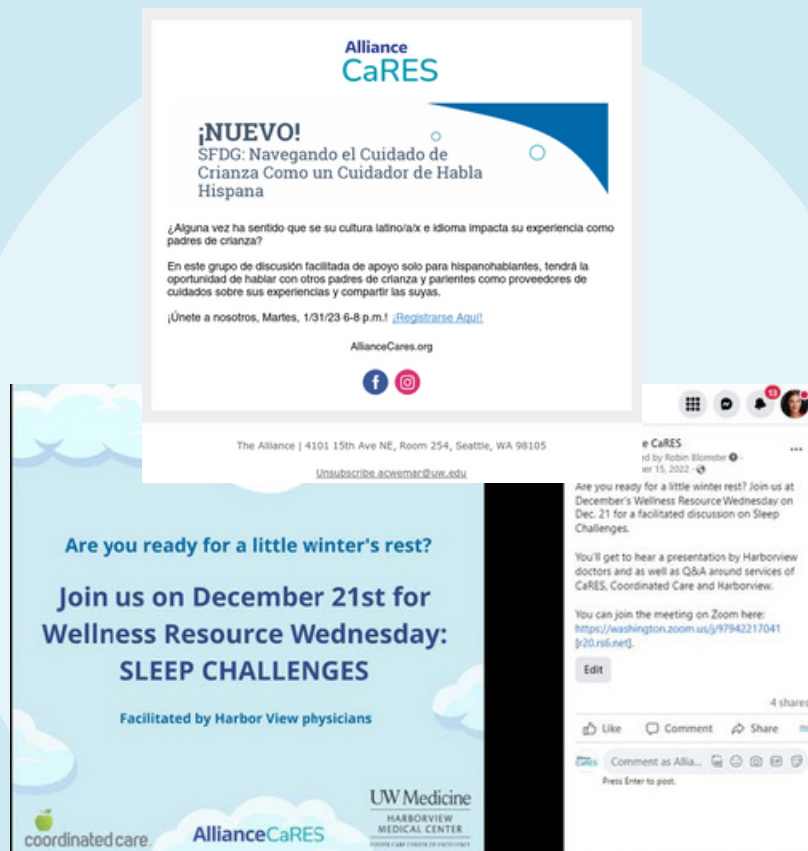 Alliance
CaRES
¡NUEVO!
SFDG: Navegando el Cuidado de
Crianza Como un Cuidador de Habla
Hispana
¿Alguna vez ha sentido que se su cultura latino/a/x e idioma impacta su experiencia como
padres de crianza?
En este grupo de discusión facilitada de apoyo solo para hispanohablantes, tendrá la
oportunidad de hablar con otros padres de crianza y parientes como proveedores de
cuidados sobre sus experiencias y compartir las suyas.
¡Únete a nosotros, Martes, 1/31/23 6-8 p.m.! ¡Registrarse Aquí!
AllianceCares.org
The Alliance | 4101 15th Ave NE, Room 254, Seattle, WA 98105
Unsubscribe acwemar@uw.edu
Are you ready for a little winter's rest?
Join us on December 21st for
Wellness Resource Wednesday:
SLEEP CHALLENGES
Facilitated by Harbor View physicians
coordinated care.
AllianceCaRES
UW Medicine
HARBORVIEW
MEDICAL CENTER
13
e CaRES
ed by Robin Blomster
er 15, 2022
Are you ready for a little winter rest? Join us at
December's Wellness Resource Wednesday on
Dec. 21 for a facilitated discussion on Sleep
Challenges.
You'll get to hear a presentation by Harborview
doctors and as well as Q&A around services of
CaRES, Coordinated Care and Harborview.
You can join the meeting on Zoom here:
https://washington.zoom.us/j/97942217041
[r20.rs6.net].
Edit
4 shares
Like Comment Share
Comment as Allia...
Press Enter to post.